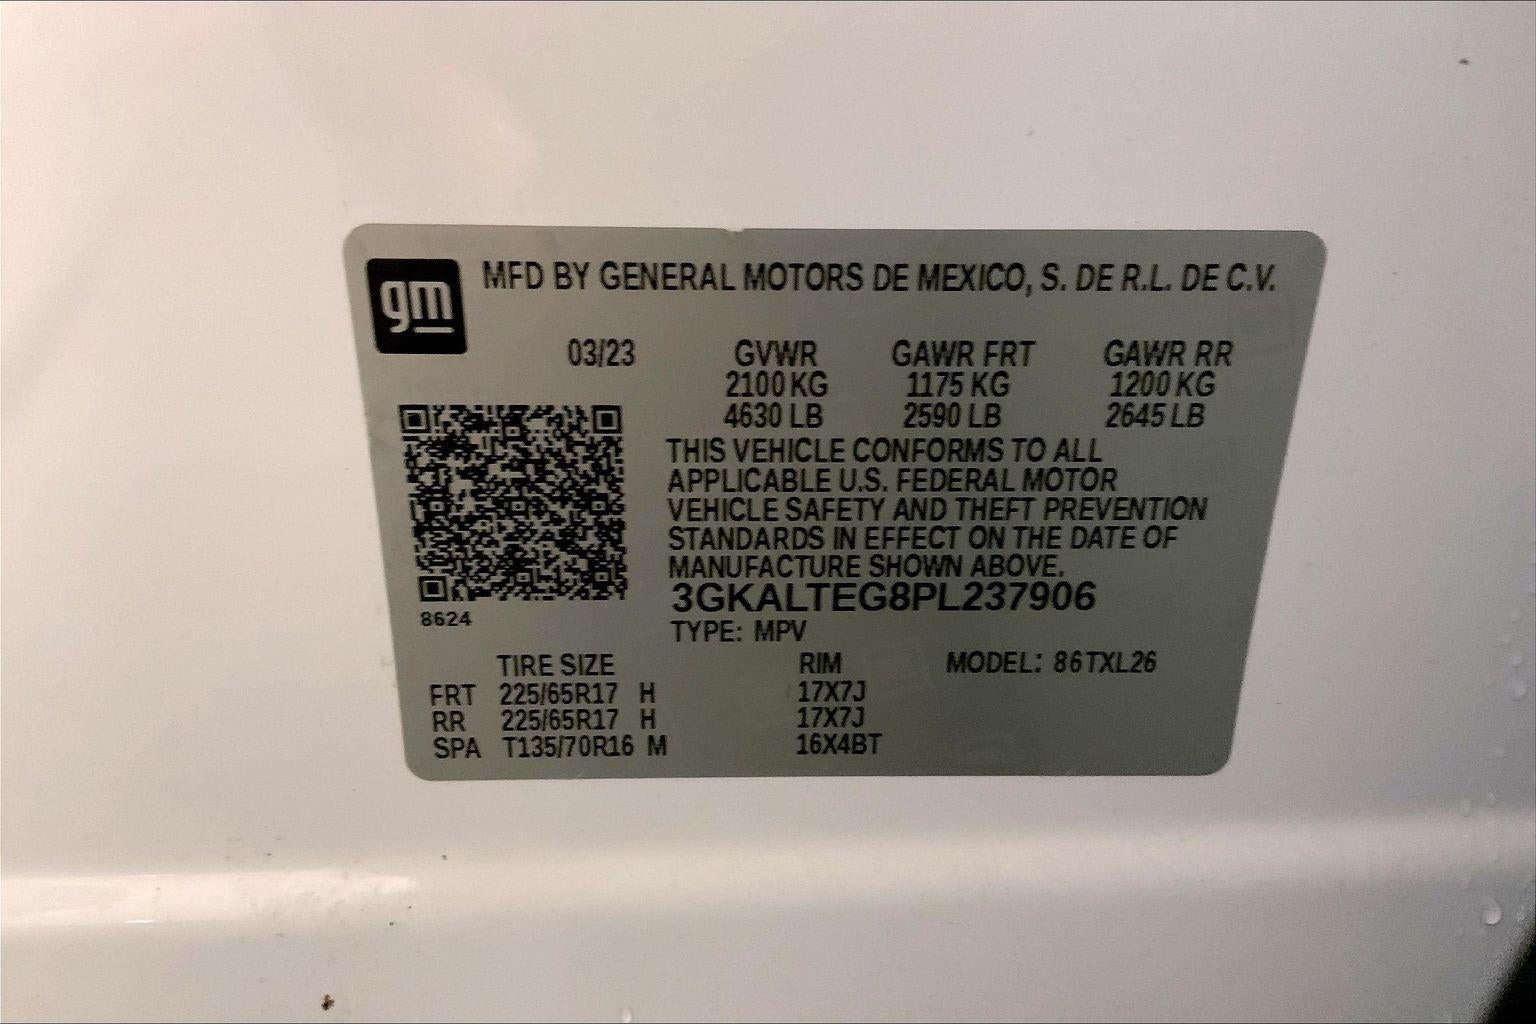 gm MFD BY GENERAL MOTORS DE MEXICO, S. DE R.L. DE C.V.
03/23 GVWR GAWR FRT GAWR RR
2100 KG 1175 KG 1200 KG
4630 LB 2590 LB 2645 LB
THIS VEHICLE CONFORMS TO ALL
APPLICABLE U.S. FEDERAL MOTOR
VEHICLE SAFETY AND THEFT PREVENTION
STANDARDS IN EFFECT ON THE DATE OF
MANUFACTURE SHOWN ABOVE.
3GKALTEG8PL237906
8624
TYPE: MPV
TIRE SIZE RIM MODEL: 86TXL26
FRT 225/65R17 H 17X7J
RR 225/65R17 H 17X7J
SPA T135/70R16 M 16X4BT